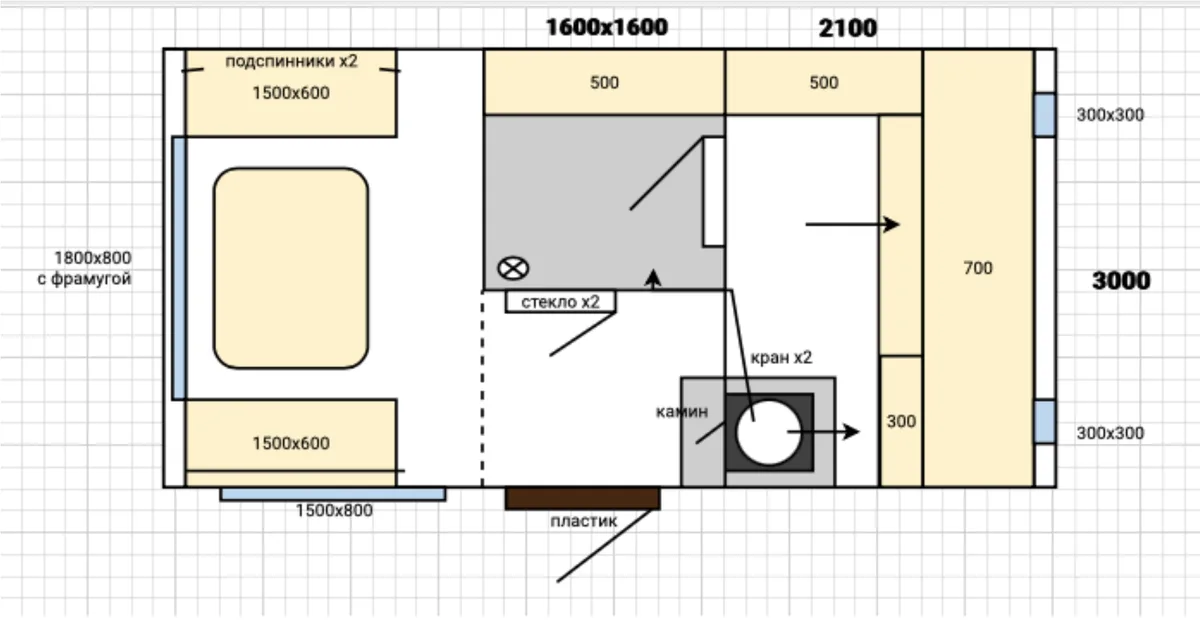 1600x1600
2100
подспинники x2
1500x600
500
500
300x300
1800x800
с фрамугой
700
3000
стекло x2
кран x2
камин
300
300x300
1500x600
1500x800
пластик